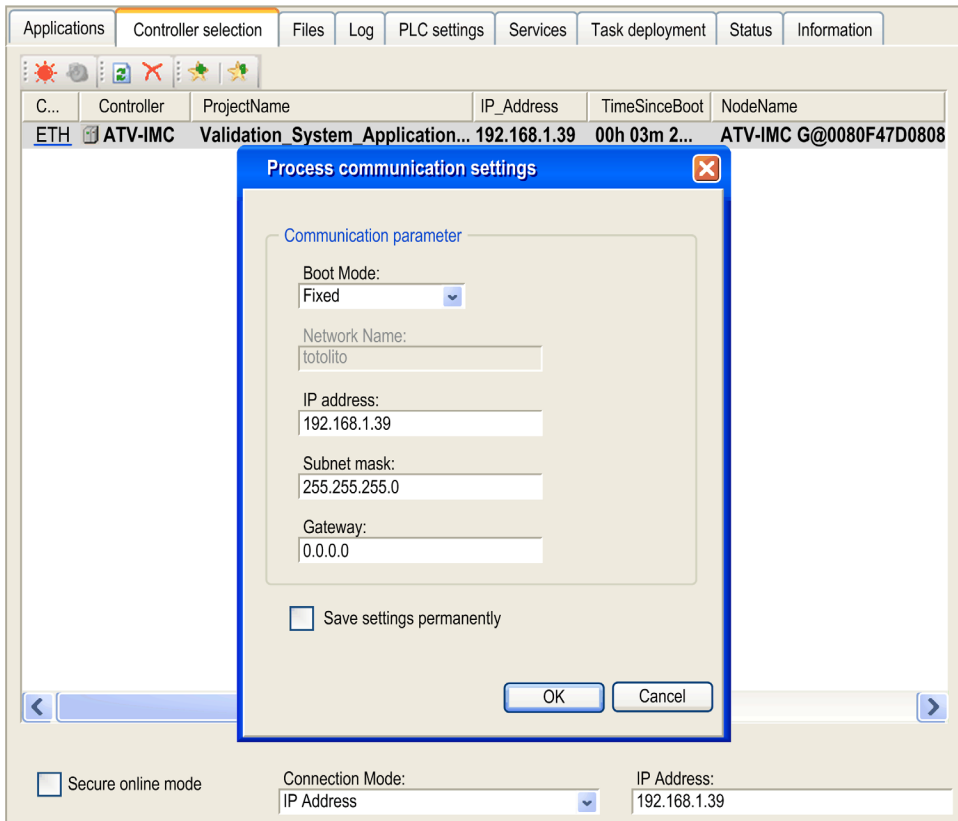 Applications Controller selection Files Log PLC settings Services Task deployment Status Information
C... Controller ProjectName IP_Address TimeSinceBoot NodeName
ETH ATV-IMC Validation_System_Application... 192.168.1.39 00h 03m 2... ATV-IMC G@0080F47D0808
Process communication settings
Communication parameter
Boot Mode:
Fixed
Network Name:
totolito
IP address:
192.168.1.39
Subnet mask:
255.255.255.0
Gateway:
0.0.0.0
Save settings permanently
OK Cancel
Secure online mode
Connection Mode:
IP Address
IP Address:
192.168.1.39